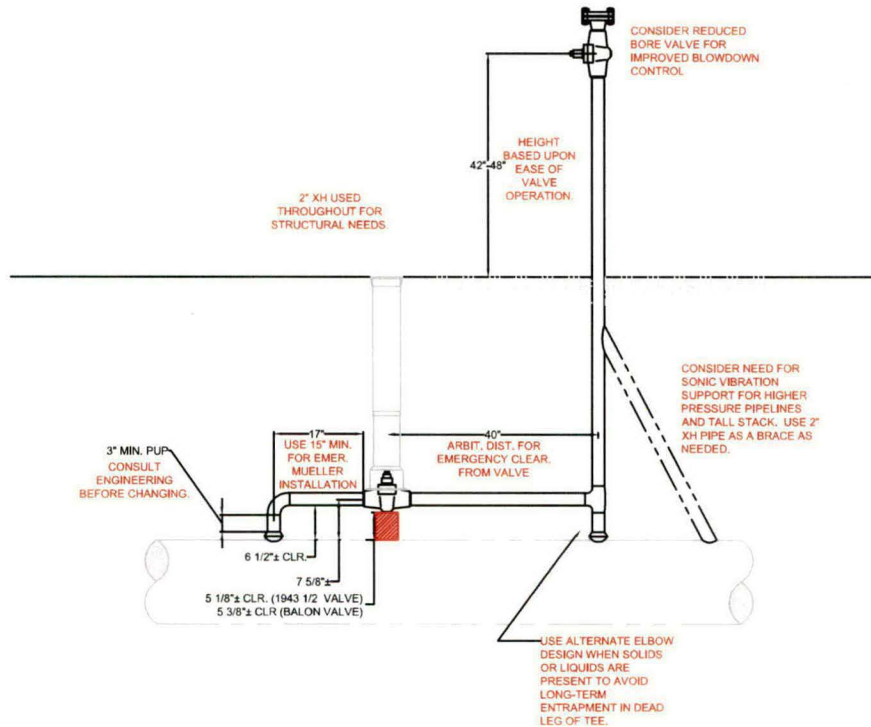 CONSIDER REDUCED
BORE VALVE FOR
IMPROVED BLOWDOWN
CONTROL
42"-48"
HEIGHT
BASED UPON
EASE OF
VALVE
OPERATION.
2" XH USED
THROUGHOUT FOR
STRUCTURAL NEEDS.
CONSIDER NEED FOR
SONIC VIBRATION
SUPPORT FOR HIGHER
PRESSURE PIPELINES
AND TALL STACK. USE 2"
XH PIPE AS A BRACE AS
NEEDED.
17"
USE 15" MIN.
FOR EMER.
MUELLER
INSTALLATION
40"
ARBIT. DIST. FOR
EMERGENCY CLEAR.
FROM VALVE
3" MIN. PUP
CONSULT
ENGINEERING
BEFORE CHANGING.
6 1/2"± CLR.
7 5/8"±
5 1/8"± CLR. (1943 1/2 VALVE)
5 3/8"± CLR (BALON VALVE)
USE ALTERNATE ELBOW
DESIGN WHEN SOLIDS
OR LIQUIDS ARE
PRESENT TO AVOID
LONG-TERM
ENTRAPMENT IN DEAD
LEG OF TEE.